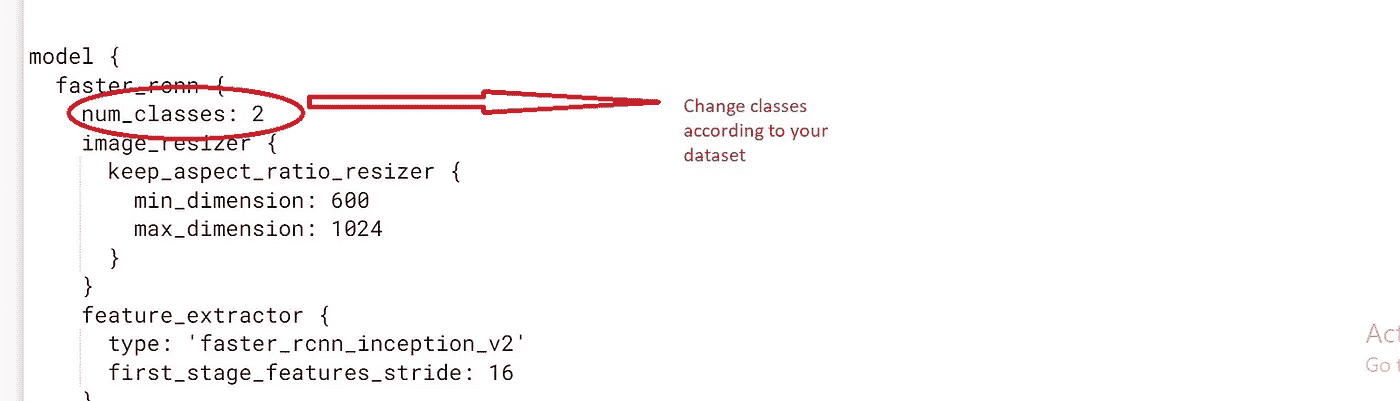 model {
  faster_rcnn {
    num_classes: 2
    image_resizer {
      keep_aspect_ratio_resizer {
        min_dimension: 600
        max_dimension: 1024
      }
    }
    feature_extractor {
      type: 'faster_rcnn_inception_v2'
      first_stage_features_stride: 16
    }
Change classes
according to your
dataset
Go